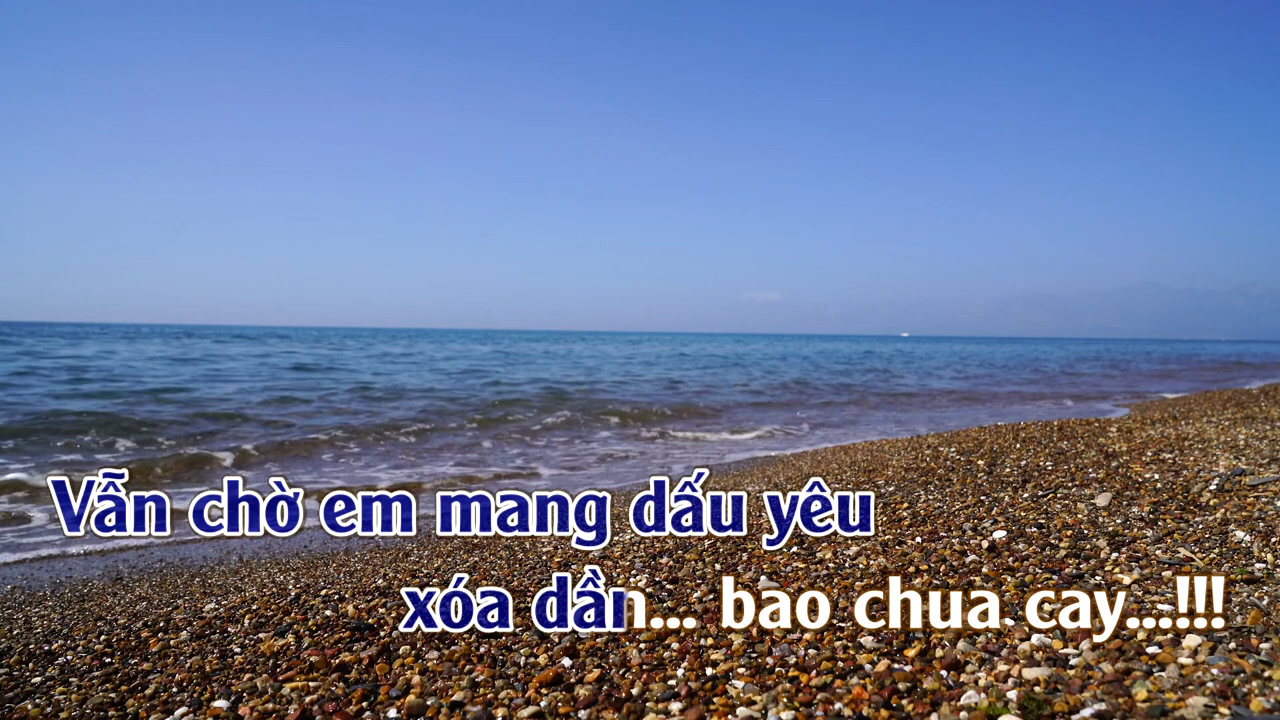 Vẫn chờ em mang dấu yêu
xóa dần... bao chua cay...!!!